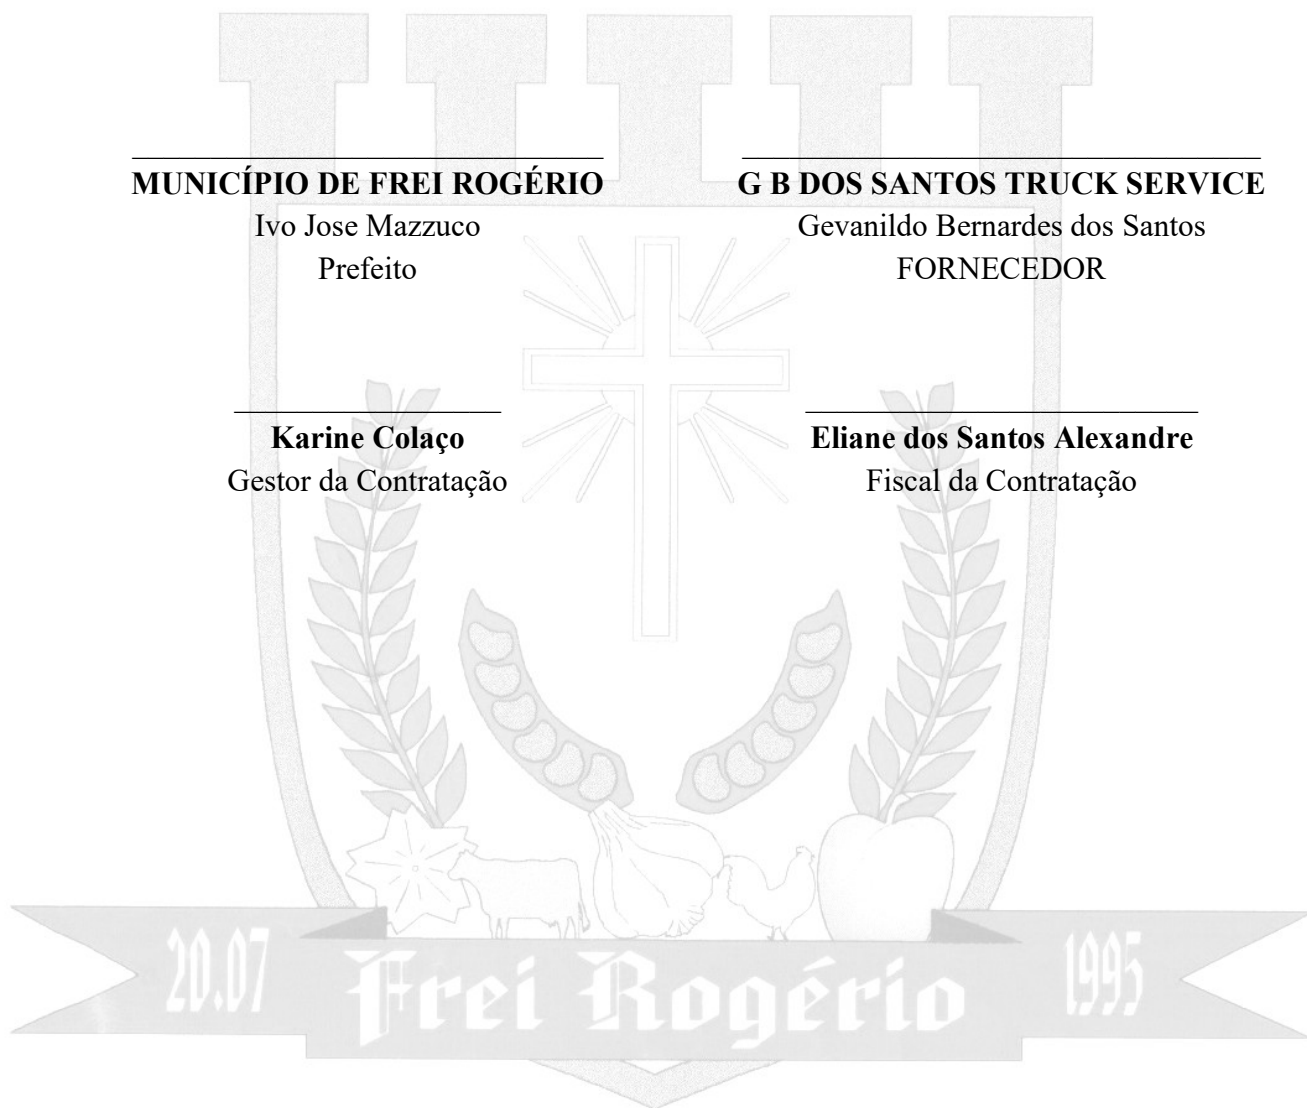 MUNICÍPIO DE FREI ROGÉRIO
Ivo Jose Mazzuco
Prefeito
G B DOS SANTOS TRUCK SERVICE
Gevanildo Bernardes dos Santos
FORNECEDOR
Karine Colaço
Gestor da Contratação
Eliane dos Santos Alexandre
Fiscal da Contratação
20.07
Frei Rogério
1995